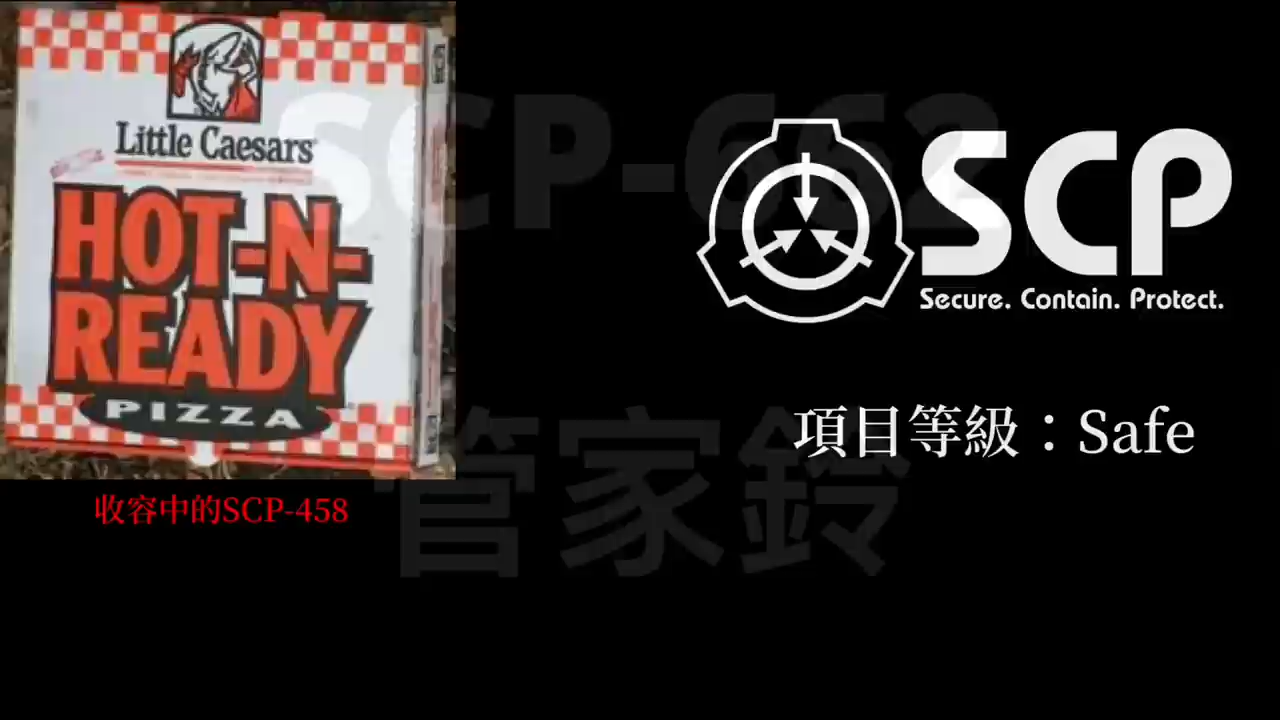 Little Caesars
HOT-N-
READY
PIZZA
收容中的SCP-458
SCP-662
管家鈴
SCP
Secure. Contain. Protect.
項目等級：Safe